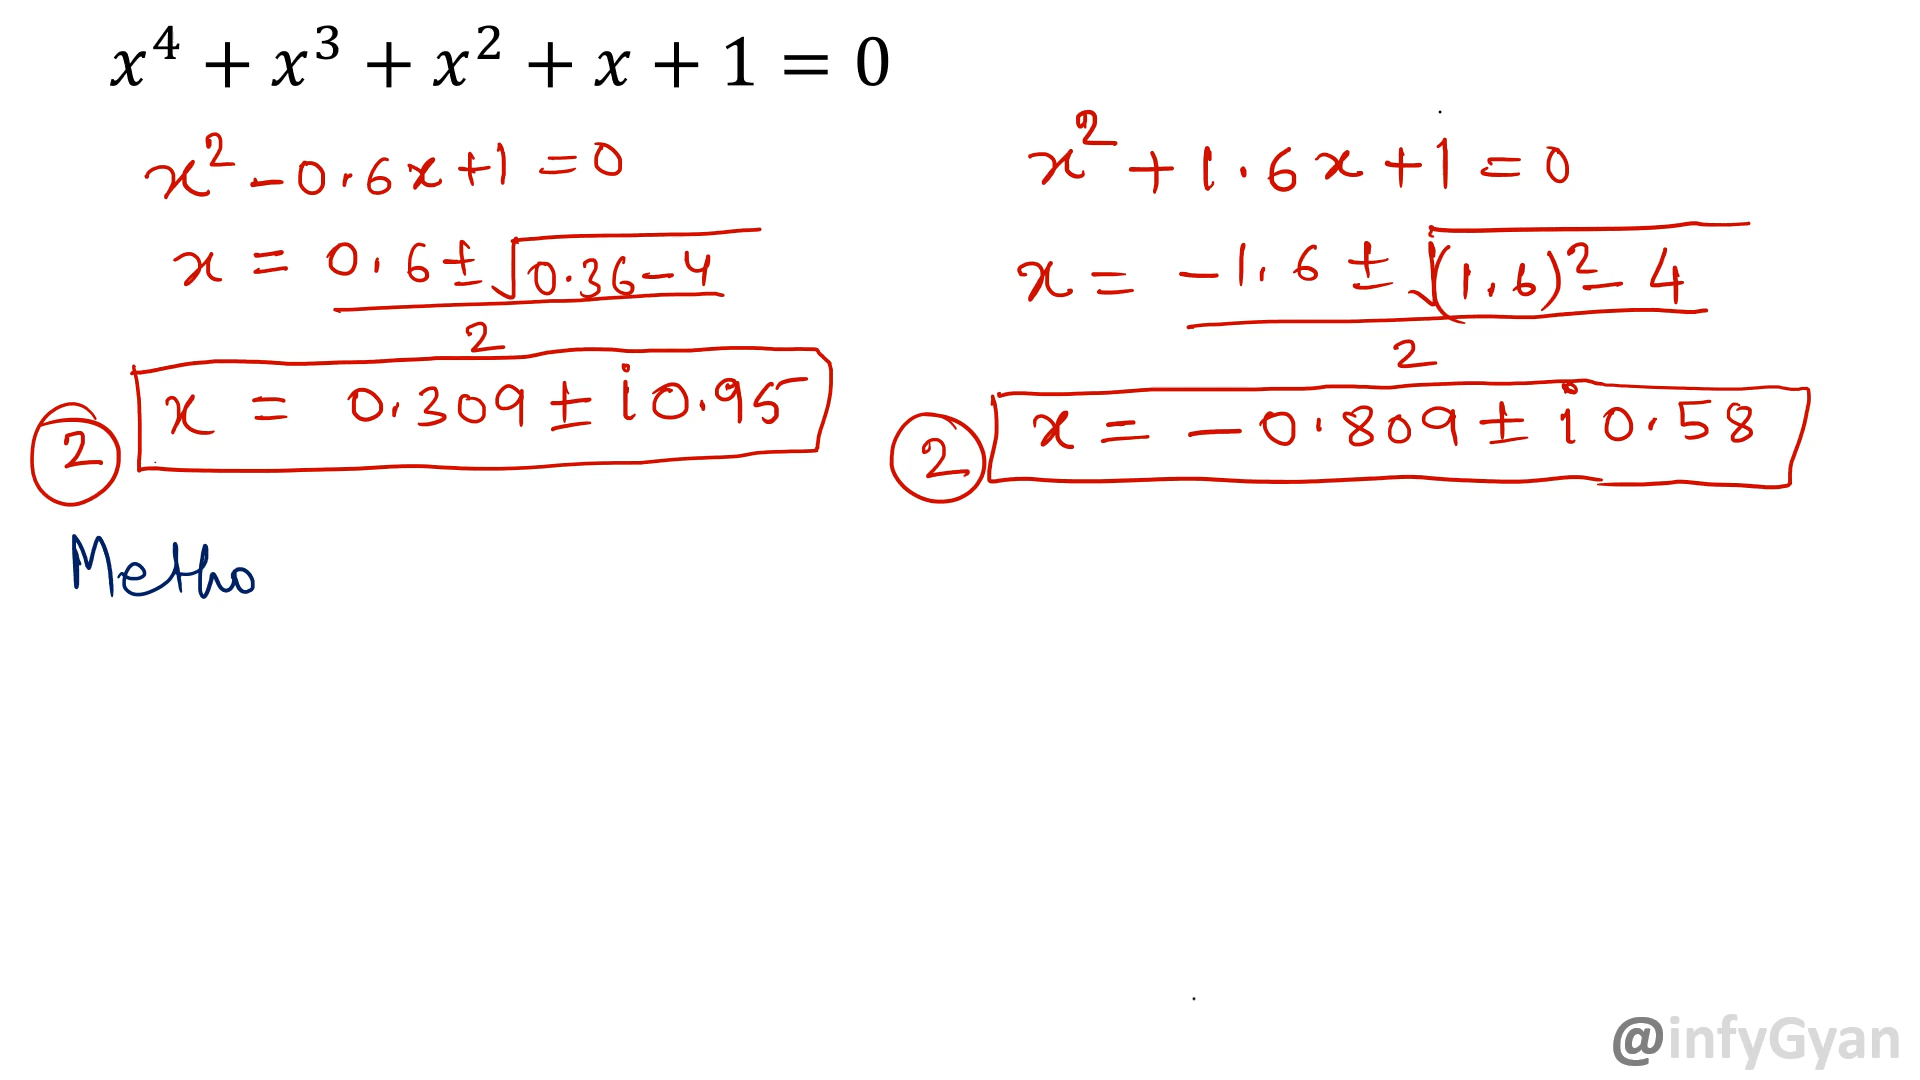 x⁴ + x³ + x² + x + 1 = 0
x² - 0.6x + 1 = 0
x = (0.6 ± √(0.36 - 4)) / 2
② x = 0.309 ± i 0.95
x² + 1.6x + 1 = 0
x = (-1.6 ± √((1.6)² - 4)) / 2
② x = -0.809 ± i 0.58
Metho
@infyGyan